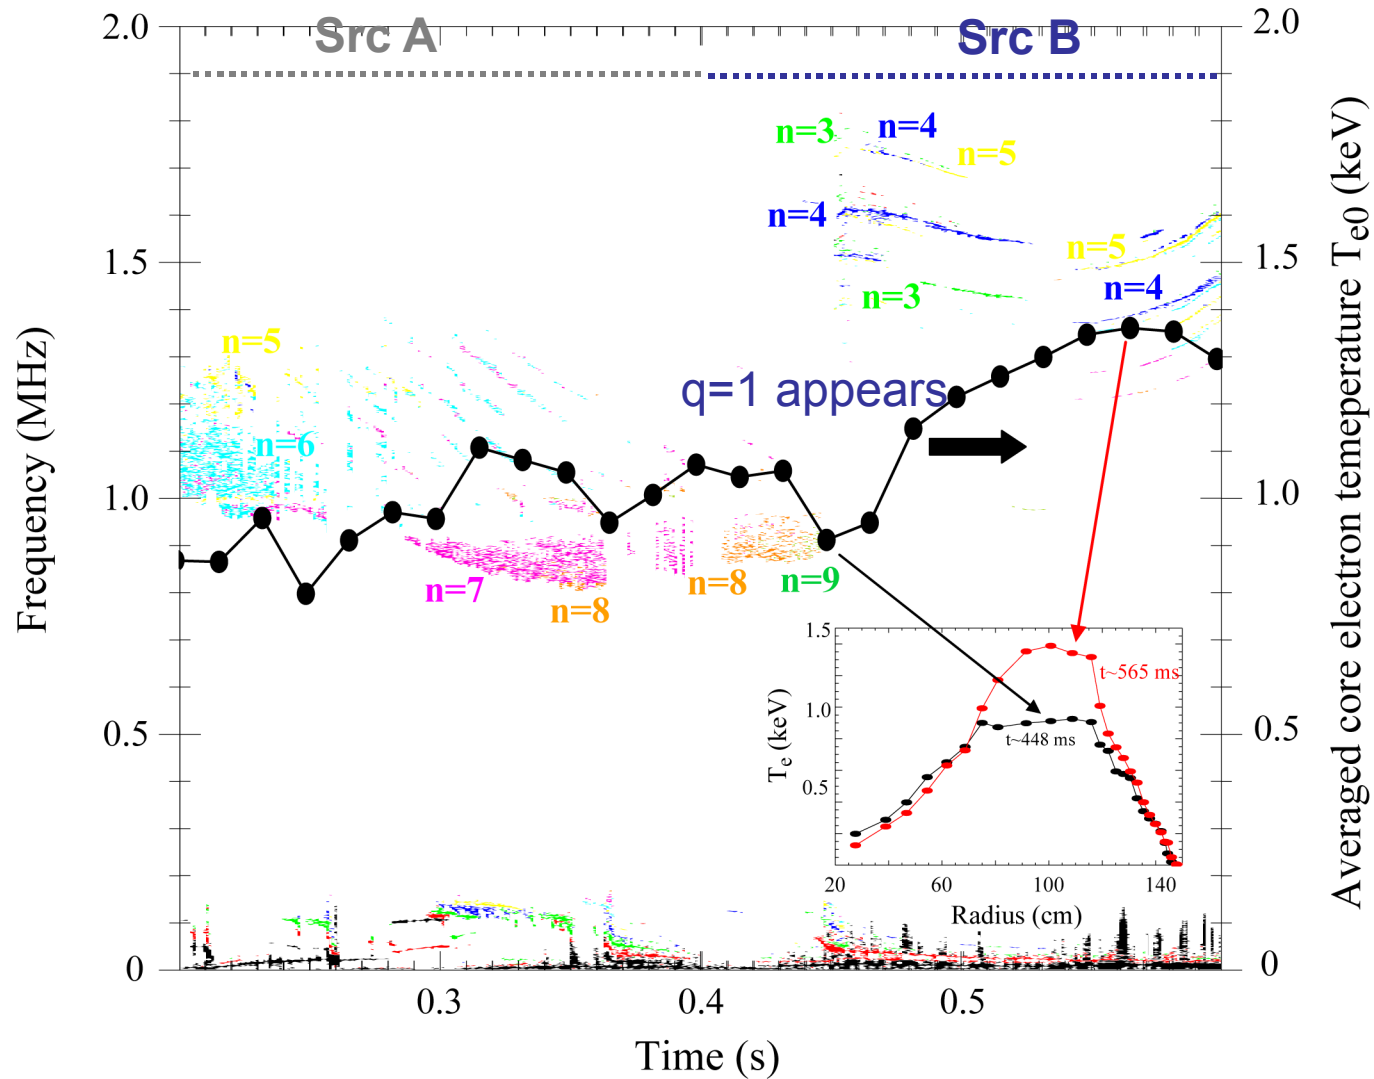 2.0
Src A
Src B
2.0
n=3
n=4
n=5
n=4
1.5
n=5
1.5
n=3
n=4
n=5
q=1 appears
n=6
1.0
1.0
n=7
n=8
n=8
n=9
1.5
t~565 ms
1.0
t~448 ms
0.5
Te (keV)
20
60
100
140
Radius (cm)
0.5
0.5
0
0
0.3
0.4
0.5
Time (s)
Frequency (MHz)
Averaged core electron temeperature Te0 (keV)